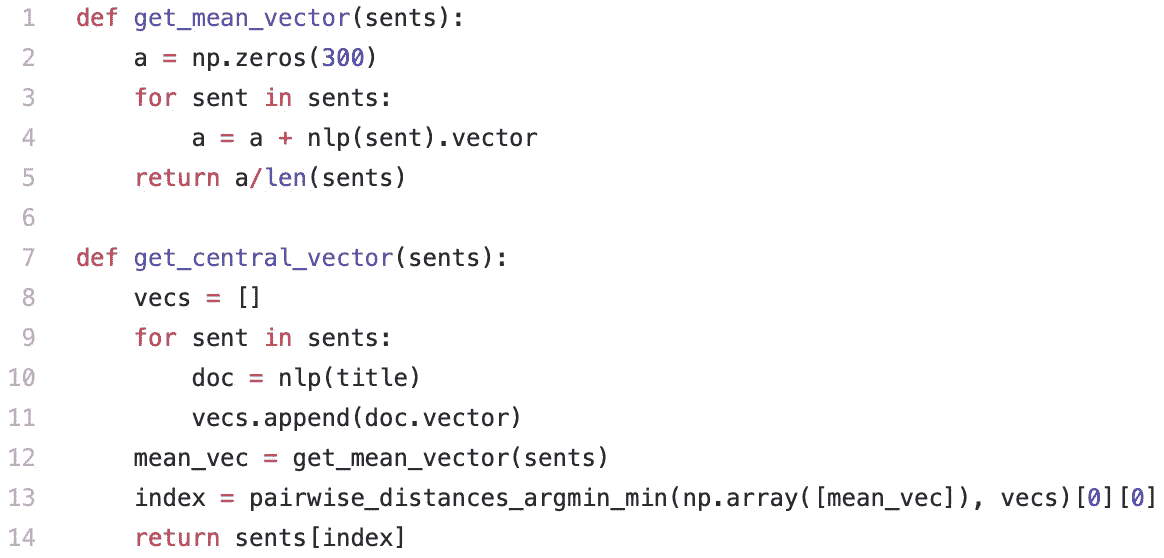 1 def get_mean_vector(sents):
2     a = np.zeros(300)
3     for sent in sents:
4         a = a + nlp(sent).vector
5     return a/len(sents)
6
7 def get_central_vector(sents):
8     vecs = []
9     for sent in sents:
10         doc = nlp(title)
11         vecs.append(doc.vector)
12     mean_vec = get_mean_vector(sents)
13     index = pairwise_distances_argmin_min(np.array([mean_vec]), vecs)[0][0]
14     return sents[index]